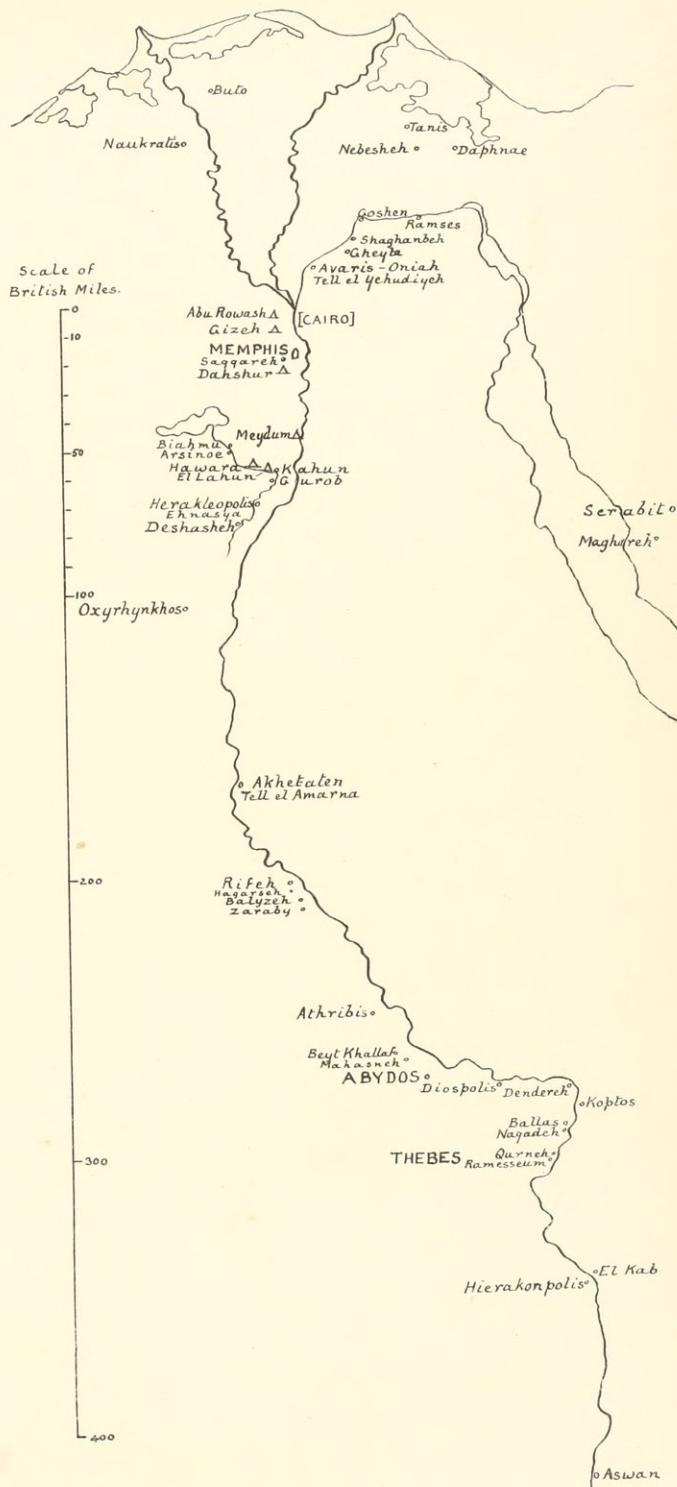 Buto
Tanis
Naukratis
Nebesheh
Daphnae
Goshen
Ramses
Shaghanbeh
Gheyta
Avaris-Oniah
Tell el Yehudiyeh
Scale of
British Miles.
0
10
50
100
200
300
400
Abu Rowash
[CAIRO]
Gizeh
MEMPHIS
Saqqareh
Dahshur
Meydum
Biahmu
Arsinoe
Hawara
Kahun
El Lahun
Gurob
Herakleopolis
Ehnasya
Deshasheh
Serabit
Maghareh
Oxyrhynkhos
Akhetaten
Tell el Amarna
Rifeh
Hagarseh
Balyzeh
Zaraby
Athribis
Beyt Khallaf
Mahasneh
ABYDOS
Diospolis
Dendereh
Koptos
Ballas
Naqadeh
THEBES
Qurneh
Ramesseum
El Kab
Hierakonpolis
Aswan